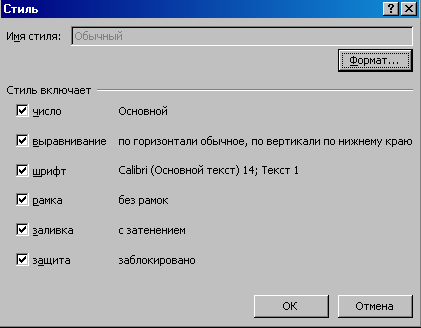 Стиль
Имя стиля: Обычный
Формат...
Стиль включает
число Основной
выравнивание по горизонтали обычное, по вертикали по нижнему краю
шрифт Calibri (Основной текст) 14; Текст 1
рамка без рамок
заливка с затенением
защита заблокировано
ОК Отмена